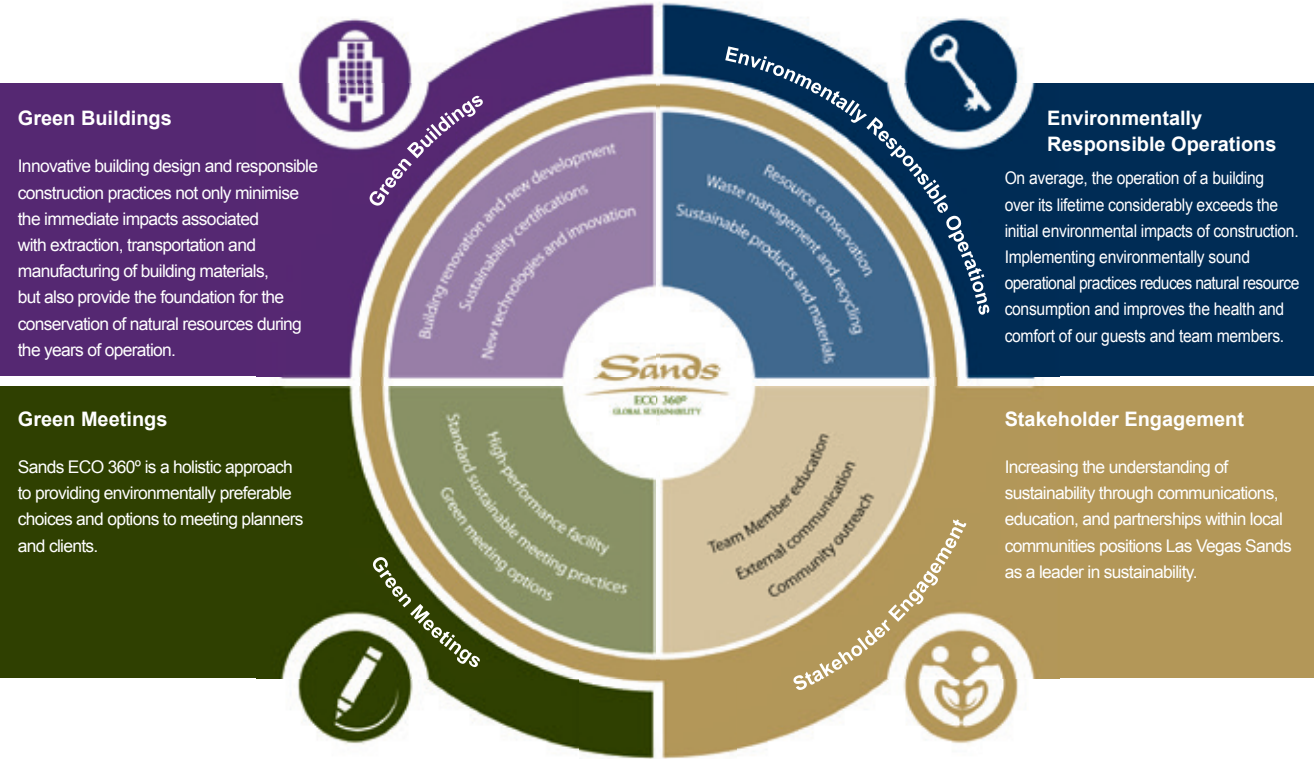 Green Buildings
Innovative building design and responsible
construction practices not only minimise
the immediate impacts associated
with extraction, transportation and
manufacturing of building materials,
but also provide the foundation for the
conservation of natural resources during
the years of operation.
Green Buildings
Building renovation and new development
Sustainability certifications
New technologies and innovation
Environmentally Responsible Operations
Resource conservation
Waste management and recycling
Sustainable products and materials
Environmentally
Responsible Operations
On average, the operation of a building
over its lifetime considerably exceeds the
initial environmental impacts of construction.
Implementing environmentally sound
operational practices reduces natural resource
consumption and improves the health and
comfort of our guests and team members.
Sands
ECO 360º
GLOBAL SUSTAINABILITY
Green Meetings
Sands ECO 360º is a holistic approach
to providing environmentally preferable
choices and options to meeting planners
and clients.
High-performance facility
Standard sustainable meeting practices
Green meeting options
Green Meetings
Team Member education
External communication
Community outreach
Stakeholder Engagement
Stakeholder Engagement
Increasing the understanding of
sustainability through communications,
education, and partnerships within local
communities positions Las Vegas Sands
as a leader in sustainability.